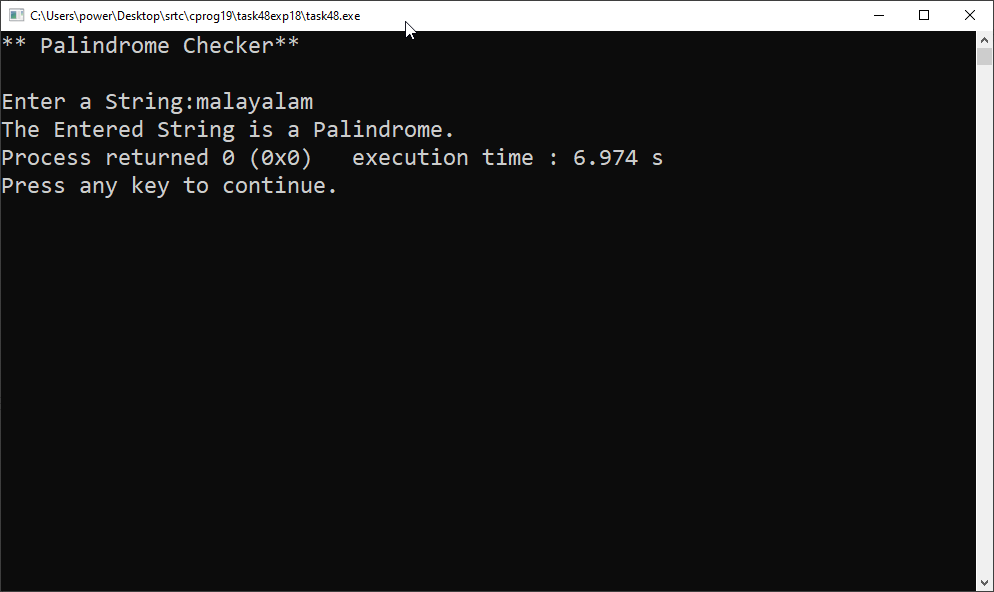 C:\Users\power\Desktop\srtc\cprog19\task48exp18\task48.exe
** Palindrome Checker**
Enter a String:malayalam
The Entered String is a Palindrome.
Process returned 0 (0x0)   execution time : 6.974 s
Press any key to continue.